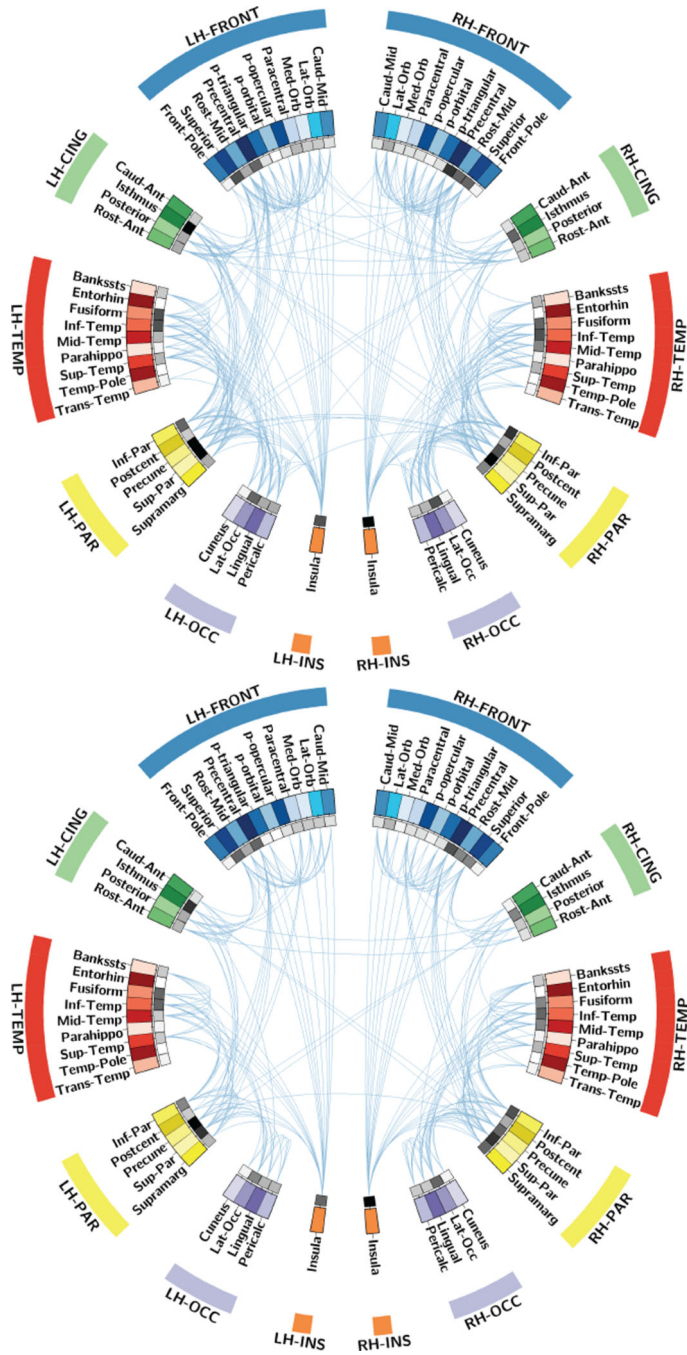 LH-FRONT
RH-FRONT
Front-Pole
Superior
Rost-Mid
Precentral
p-triangular
p-orbital
p-opercular
Paracentral
Med-Orb
Lat-Orb
Caud-Mid
Caud-Mid
Lat-Orb
Med-Orb
Paracentral
p-opercular
p-orbital
p-triangular
Precentral
Rost-Mid
Superior
Front-Pole
LH-CING
Caud-Ant
Isthmus
Posterior
Rost-Ant
RH-CING
Caud-Ant
Isthmus
Posterior
Rost-Ant
LH-TEMP
Bankssts
Entorhin
Fusiform
Inf-Temp
Mid-Temp
Parahippo
Sup-Temp
Temp-Pole
Trans-Temp
RH-TEMP
Bankssts
Entorhin
Fusiform
Inf-Temp
Mid-Temp
Parahippo
Sup-Temp
Temp-Pole
Trans-Temp
LH-PAR
Inf-Par
Postcent
Precune
Sup-Par
Supramarg
RH-PAR
Inf-Par
Postcent
Precune
Sup-Par
Supramarg
LH-OCC
Cuneus
Lat-Occ
Lingual
Pericalc
LH-INS
Insula
RH-INS
Insula
RH-OCC
Pericalc
Lingual
Lat-Occ
Cuneus
LH-FRONT
RH-FRONT
Front-Pole
Superior
Rost-Mid
Precentral
p-triangular
p-orbital
p-opercular
Paracentral
Med-Orb
Lat-Orb
Caud-Mid
Caud-Mid
Lat-Orb
Med-Orb
Paracentral
p-opercular
p-orbital
p-triangular
Precentral
Rost-Mid
Superior
Front-Pole
LH-CING
Caud-Ant
Isthmus
Posterior
Rost-Ant
RH-CING
Caud-Ant
Isthmus
Posterior
Rost-Ant
LH-TEMP
Bankssts
Entorhin
Fusiform
Inf-Temp
Mid-Temp
Parahippo
Sup-Temp
Temp-Pole
Trans-Temp
RH-TEMP
Bankssts
Entorhin
Fusiform
Inf-Temp
Mid-Temp
Parahippo
Sup-Temp
Temp-Pole
Trans-Temp
LH-PAR
Inf-Par
Postcent
Precune
Sup-Par
Supramarg
RH-PAR
Inf-Par
Postcent
Precune
Sup-Par
Supramarg
LH-OCC
Cuneus
Lat-Occ
Lingual
Pericalc
LH-INS
Insula
RH-INS
Insula
RH-OCC
Pericalc
Lingual
Lat-Occ
Cuneus